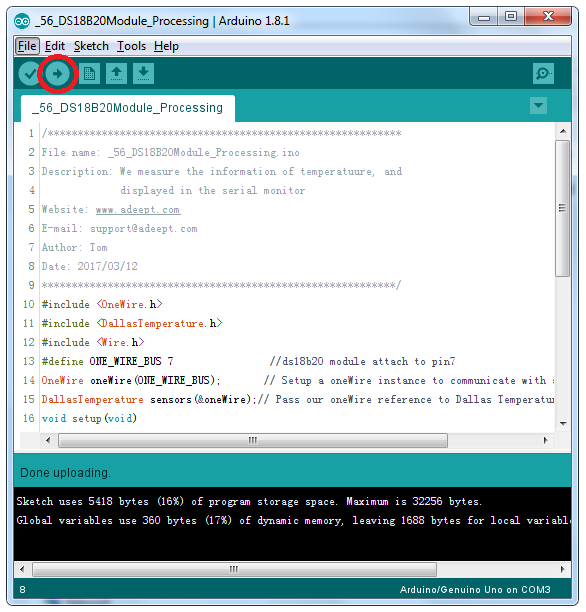 _56_DS18B20Module_Processing | Arduino 1.8.1
File Edit Sketch Tools Help
_56_DS18B20Module_Processing
1 /************************************************************
2 File name: _56_DS18B20Module_Processing.ino
3 Description: We measure the information of temperatuure, and
4 displayed in the serial monitor
5 Website: www.adeept.com
6 E-mail: support@adeept.com
7 Author: Tom
8 Date: 2017/03/12
9 ************************************************************/
10 #include <OneWire.h>
11 #include <DallasTemperature.h>
12 #include <Wire.h>
13 #define ONE_WIRE_BUS 7 //ds18b20 module attach to pin7
14 OneWire oneWire(ONE_WIRE_BUS); // Setup a oneWire instance to communicate with
15 DallasTemperature sensors(&oneWire);// Pass our oneWire reference to Dallas Temperatu
16 void setup(void)
Done uploading.
Sketch uses 5418 bytes (16%) of program storage space. Maximum is 32256 bytes.
Global variables use 360 bytes (17%) of dynamic memory, leaving 1688 bytes for local variabl
8 Arduino/Genuino Uno on COM3